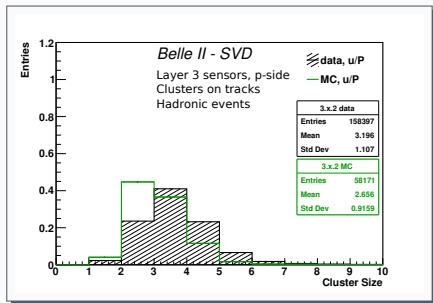 Belle II - SVD
Layer 3 sensors, p-side
Clusters on tracks
Hadronic events
data, u/P
MC, u/P
3.x.2 data
Entries 158397
Mean 3.196
Std Dev 1.107
3.x.2 MC
Entries 58171
Mean 2.656
Std Dev 0.9159
Entries
1.2
1
0.8
0.6
0.4
0.2
0
0 1 2 3 4 5 6 7 8 9 10
Cluster Size